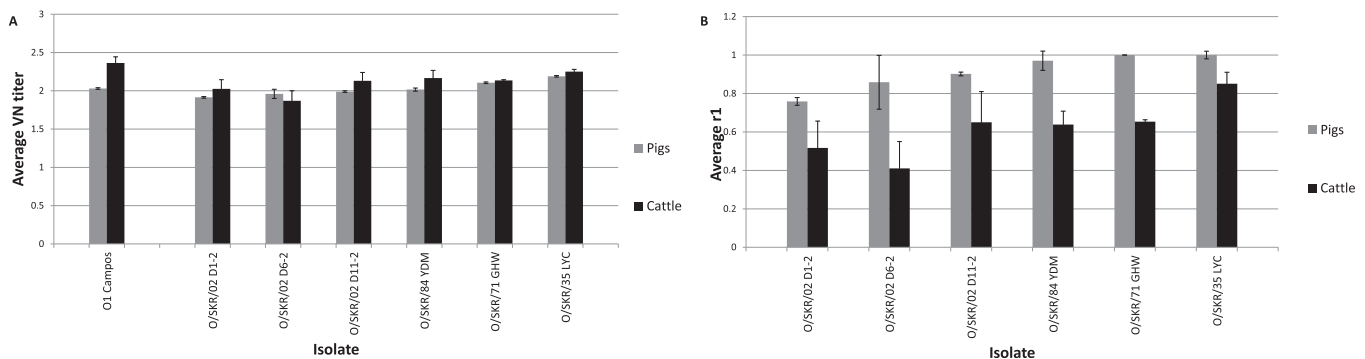 A
Average VN titer
3
2.5
2
1.5
1
0.5
0
O1 Campos
O/SKR/02 D1-2
O/SKR/02 D6-2
O/SKR/02 D11-2
O/SKR/84 YDM
O/SKR/71 GHW
O/SKR/35 LYC
Isolate
Pigs
Cattle
B
Average r1
1.2
1
0.8
0.6
0.4
0.2
0
O/SKR/02 D1-2
O/SKR/02 D6-2
O/SKR/02 D11-2
O/SKR/84 YDM
O/SKR/71 GHW
O/SKR/35 LYC
Isolate
Pigs
Cattle